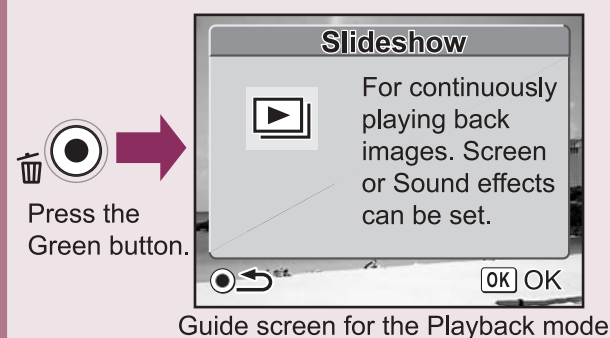 Slideshow
For continuously
playing back
images. Screen
or Sound effects
can be set.
Press the
Green button.
OK OK
Guide screen for the Playback mode